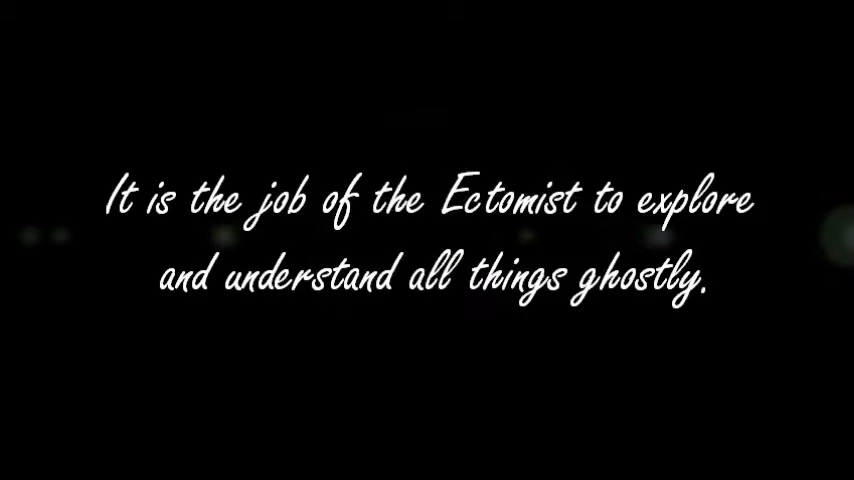 It is the job of the Ectomist to explore
and understand all things ghostly.